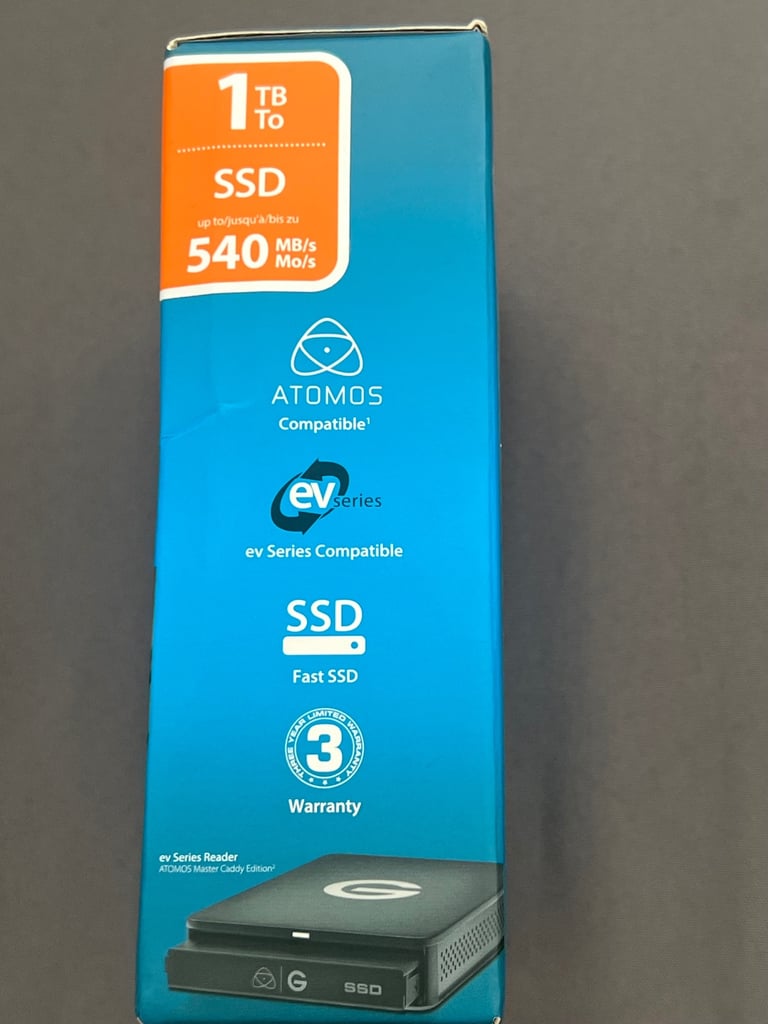 1 TB
To
SSD
up to/jusqu'à/bis zu
540 MB/s
Mo/s
ATOMOS
Compatible¹
ev series
ev Series Compatible
SSD
Fast SSD
THREE YEAR LIMITED WARRANTY
3
Warranty
ev Series Reader
ATOMOS Master Caddy Edition²
G
G SSD